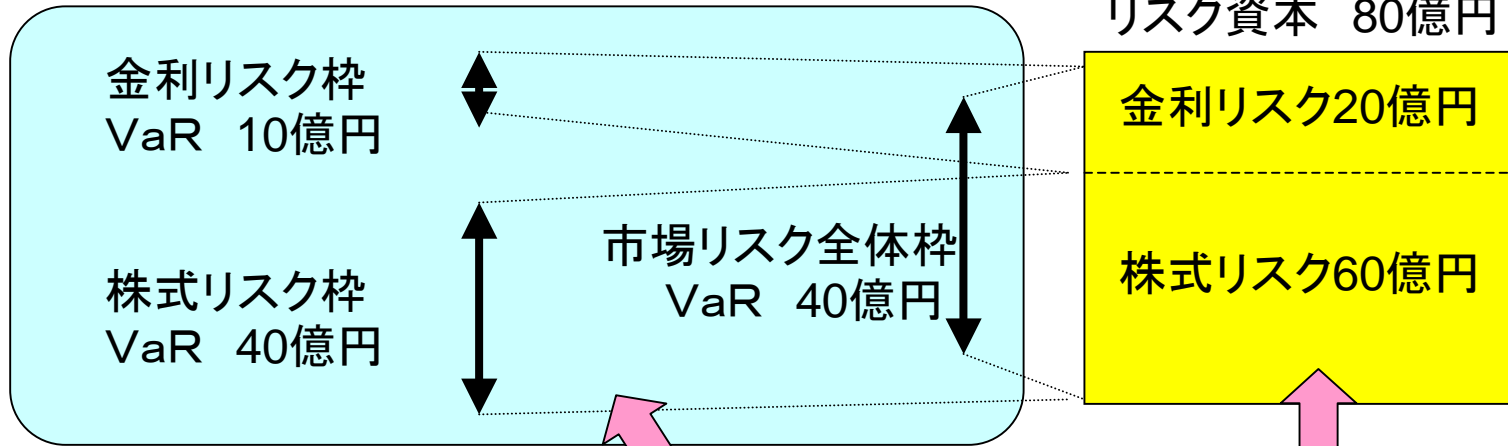 リスク資本 80億円
金利リスク枠
ＶａＲ 10億円
金利リスク20億円
市場リスク全体枠
ＶａＲ 40億円
株式リスク枠
ＶａＲ 40億円
株式リスク60億円